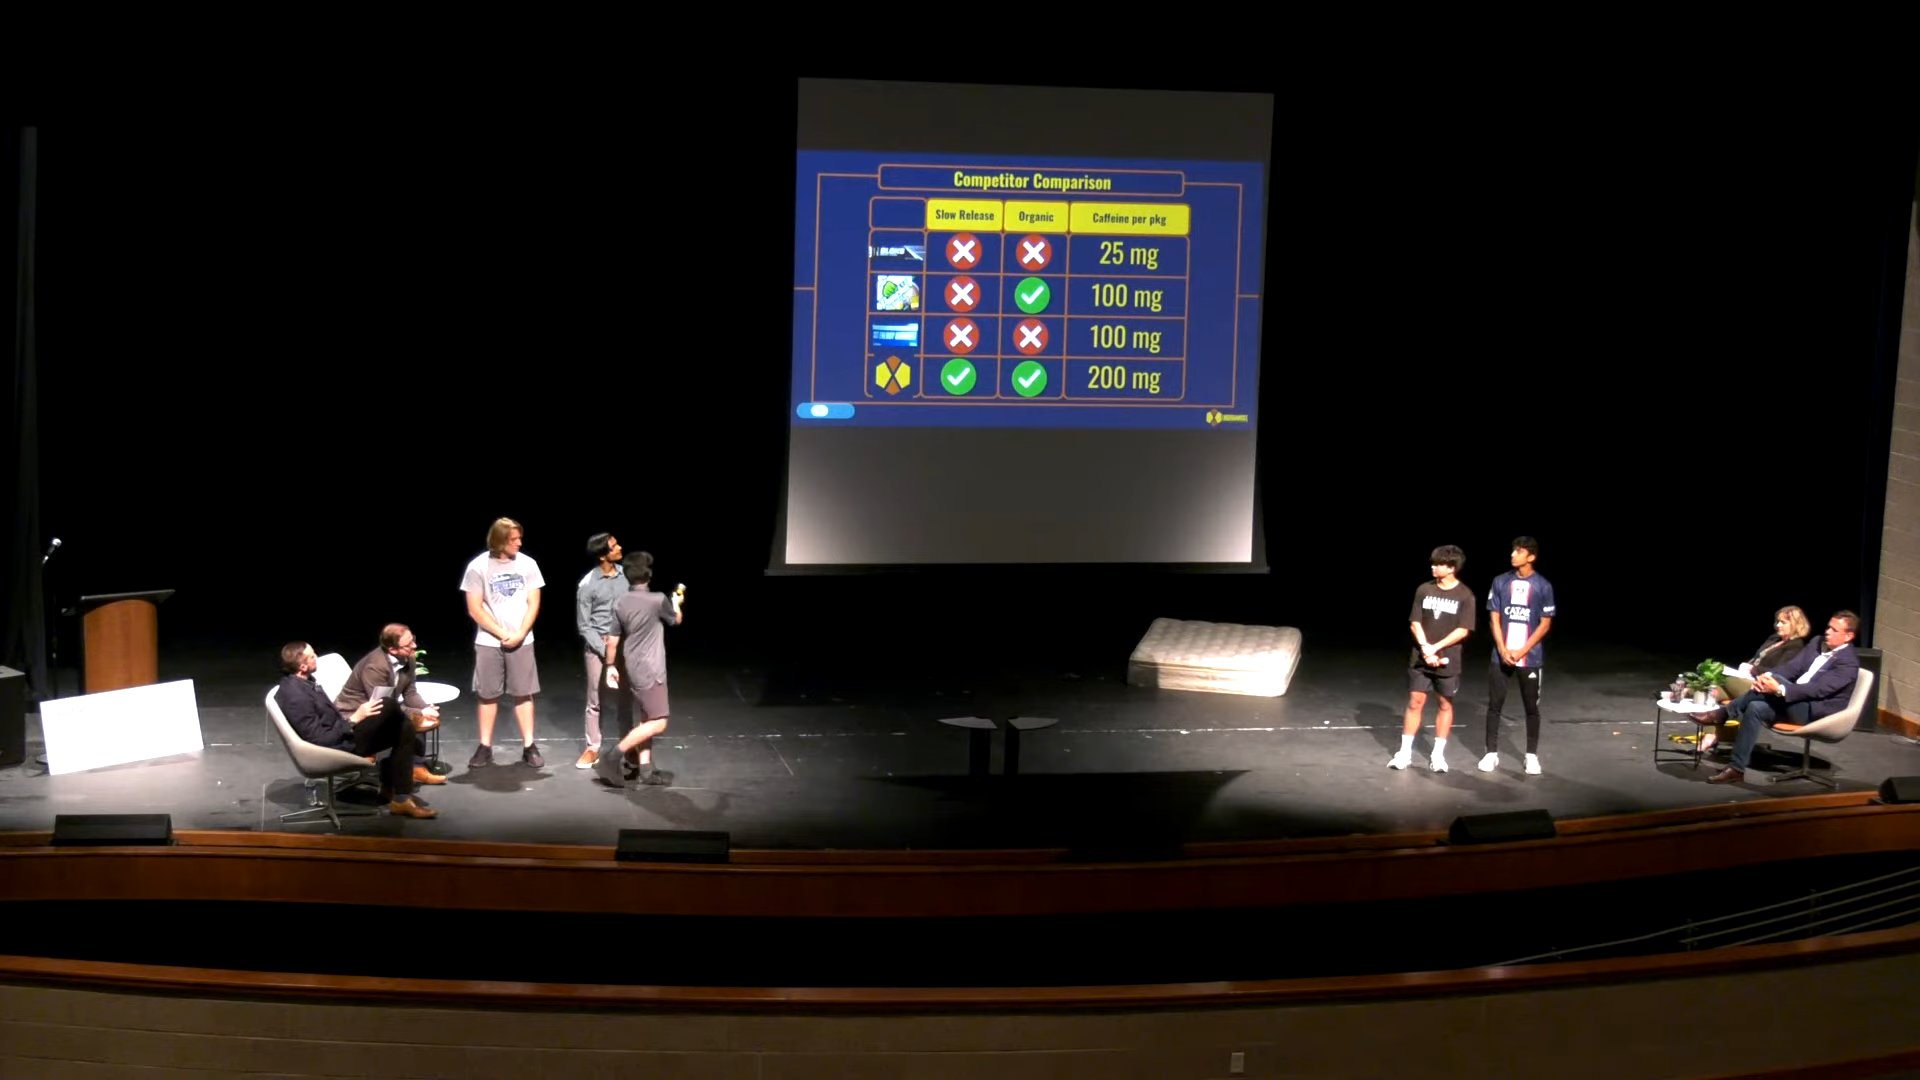 Competitor Comparison
Slow Release Organic Caffeine per pkg
25 mg
100 mg
100 mg
200 mg